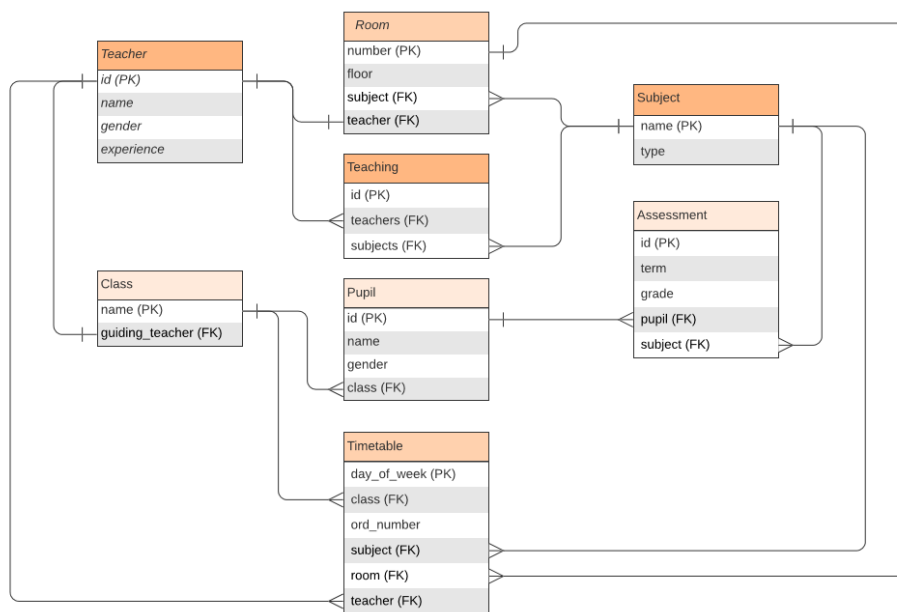 Teacher
id (PK)
name
gender
experience
Room
number (PK)
floor
subject (FK)
teacher (FK)
Subject
name (PK)
type
Teaching
id (PK)
teachers (FK)
subjects (FK)
Assessment
id (PK)
term
grade
pupil (FK)
subject (FK)
Class
name (PK)
guiding_teacher (FK)
Pupil
id (PK)
name
gender
class (FK)
Timetable
day_of_week (PK)
class (FK)
ord_number
subject (FK)
room (FK)
teacher (FK)